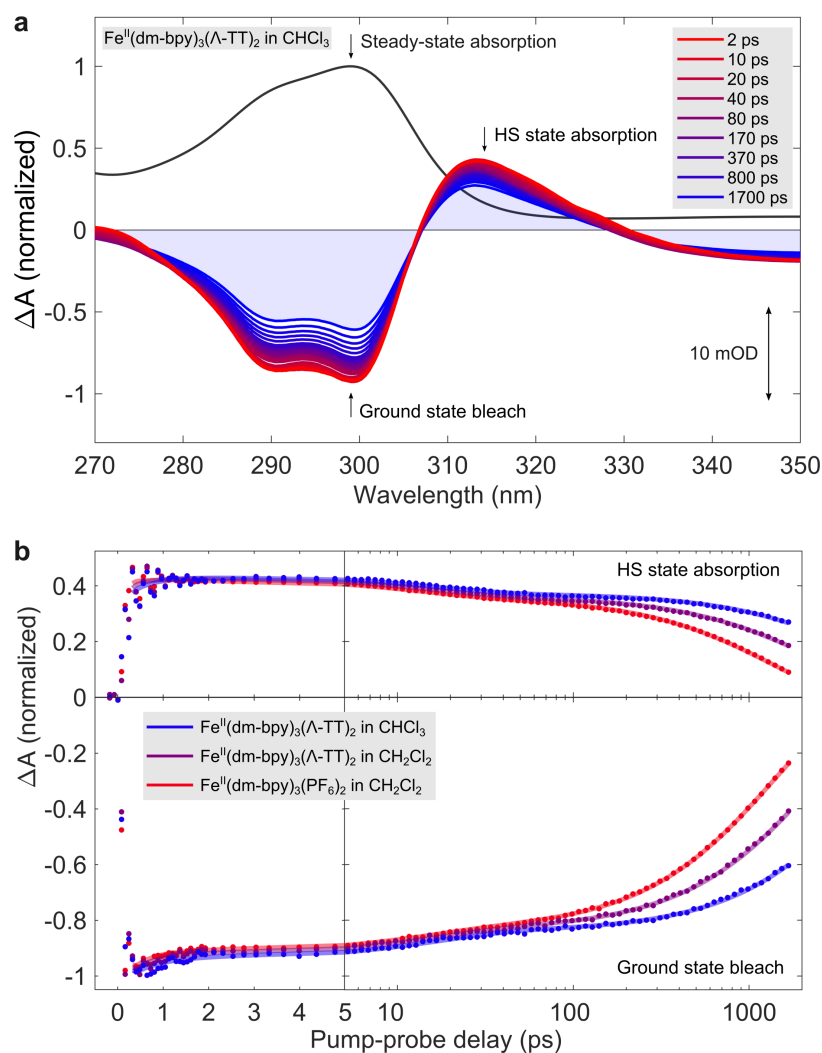 a
Fe^II(dm-bpy)₃(Λ-TT)₂ in CHCl₃
Steady-state absorption
HS state absorption
2 ps
10 ps
20 ps
40 ps
80 ps
170 ps
370 ps
800 ps
1700 ps
1
0.5
0
-0.5
-1
ΔA (normalized)
10 mOD
Ground state bleach
270 280 290 300 310 320 330 340 350
Wavelength (nm)
b
HS state absorption
0.4
0.2
0
-0.2
-0.4
-0.6
-0.8
-1
ΔA (normalized)
Fe^II(dm-bpy)₃(Λ-TT)₂ in CHCl₃
Fe^II(dm-bpy)₃(Λ-TT)₂ in CH₂Cl₂
Fe^II(dm-bpy)₃(PF₆)₂ in CH₂Cl₂
Ground state bleach
0 1 2 3 4 5 10 100 1000
Pump-probe delay (ps)